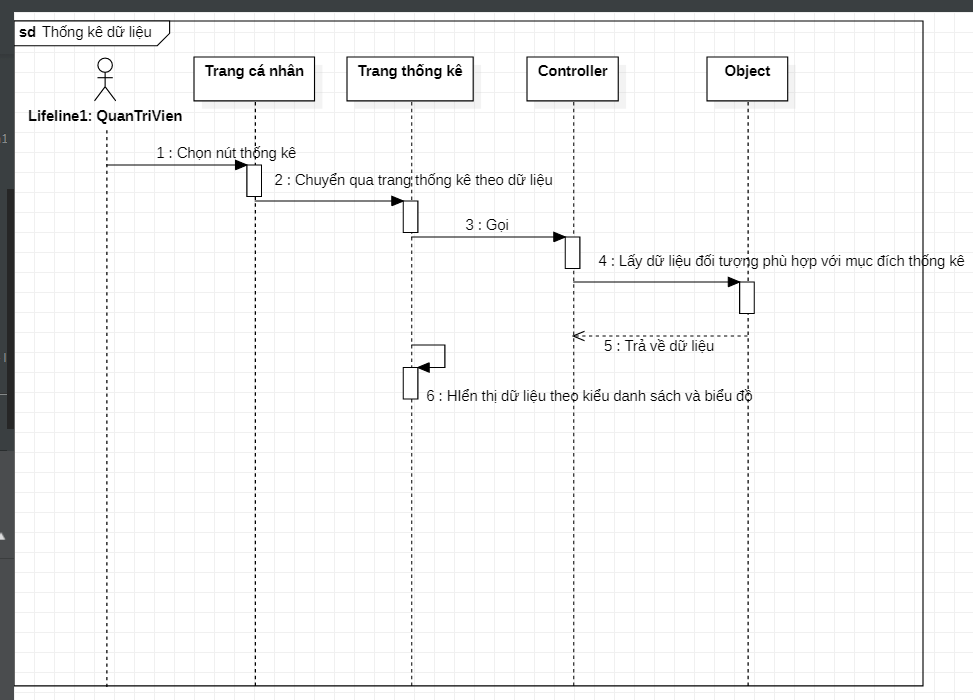 sd Thống kê dữ liệu
Trang cá nhân
Trang thống kê
Controller
Object
Lifeline1: QuanTriVien
1 : Chọn nút thống kê
2 : Chuyển qua trang thống kê theo dữ liệu
3 : Gọi
4 : Lấy dữ liệu đối tượng phù hợp với mục đích thống kê
5 : Trả về dữ liệu
6 : HIển thị dữ liệu theo kiểu danh sách và biểu đồ